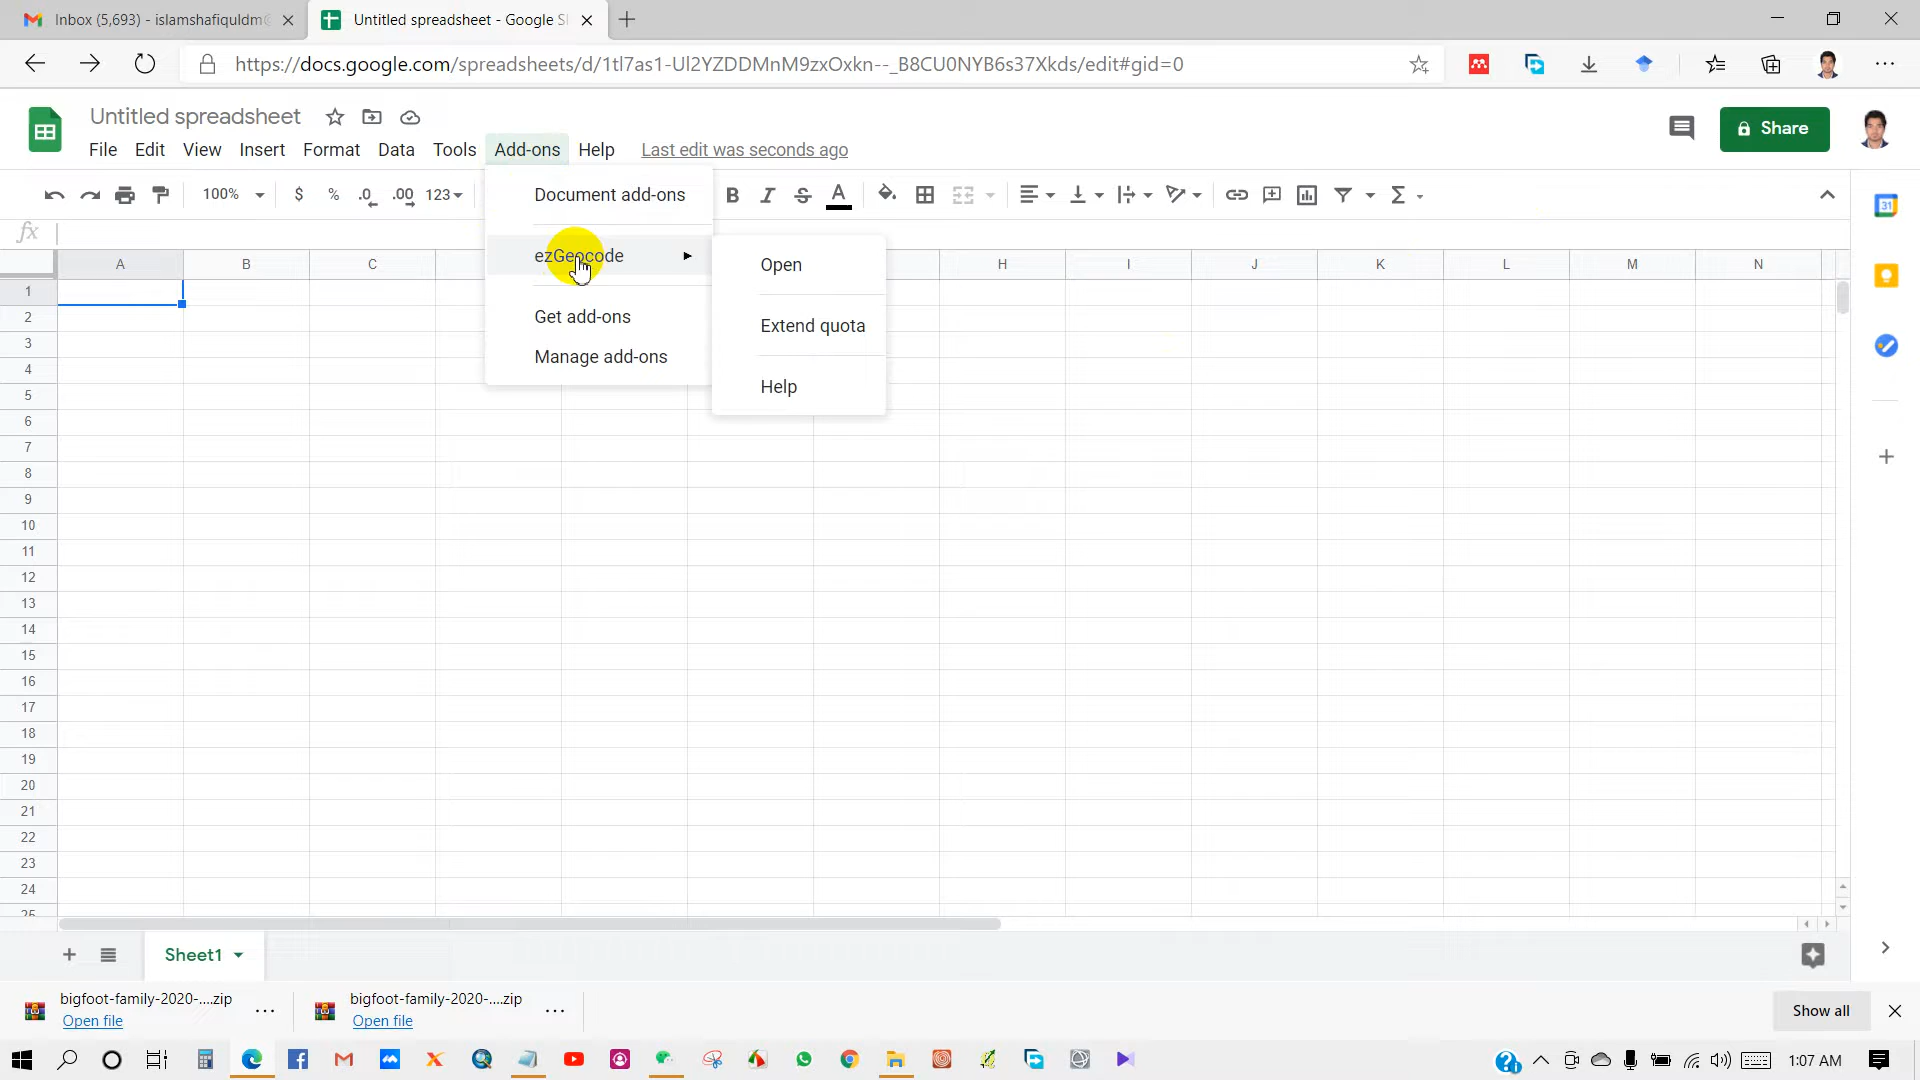 Inbox (5,693) - islamshafiquldm@
Untitled spreadsheet - Google S
https://docs.google.com/spreadsheets/d/1tl7as1-Ul2YZDDMnM9zxOxkn--_B8CU0NYB6s37Xkds/edit#gid=0
Untitled spreadsheet
Share
File Edit View Insert Format Data Tools Add-ons Help Last edit was seconds ago
100% $ % .0 .00 123 B I S A Σ
Document add-ons
fx
ezGeocode
Open
Get add-ons
Extend quota
Manage add-ons
Help
A B C H I J K L M N
1
2
3
4
5
6
7
8
9
10
11
12
13
14
15
16
17
18
19
20
21
22
23
24
25
Sheet1
bigfoot-family-2020-....zip
Open file
bigfoot-family-2020-....zip
Open file
Show all
1:07 AM